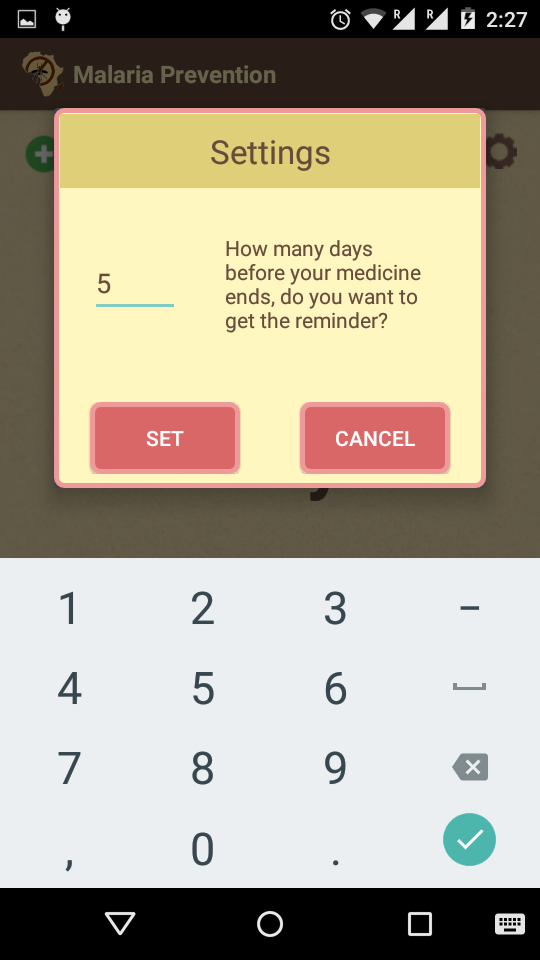 R R 2:27
Malaria Prevention
Settings
5
How many days
before your medicine
ends, do you want to
get the reminder?
SET CANCEL
1 2 3 –
4 5 6
7 8 9
, 0 .